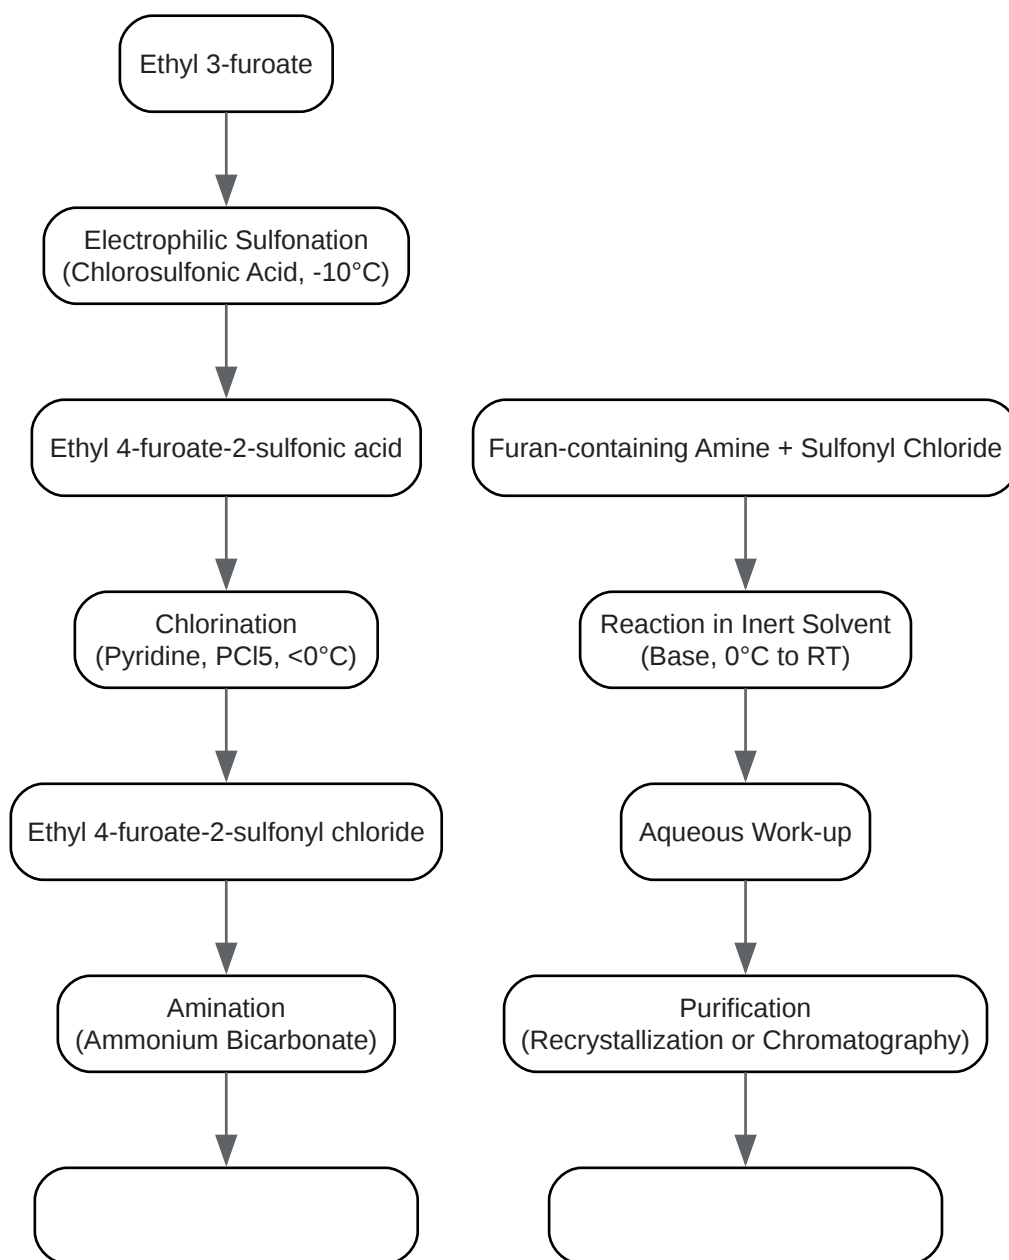 Ethyl 3-furoate
Electrophilic Sulfonation
(Chlorosulfonic Acid, -10°C)
Ethyl 4-furoate-2-sulfonic acid
Chlorination
(Pyridine, PCl5, <0°C)
Ethyl 4-furoate-2-sulfonyl chloride
Amination
(Ammonium Bicarbonate)
Furan-containing Amine + Sulfonyl Chloride
Reaction in Inert Solvent
(Base, 0°C to RT)
Aqueous Work-up
Purification
(Recrystallization or Chromatography)